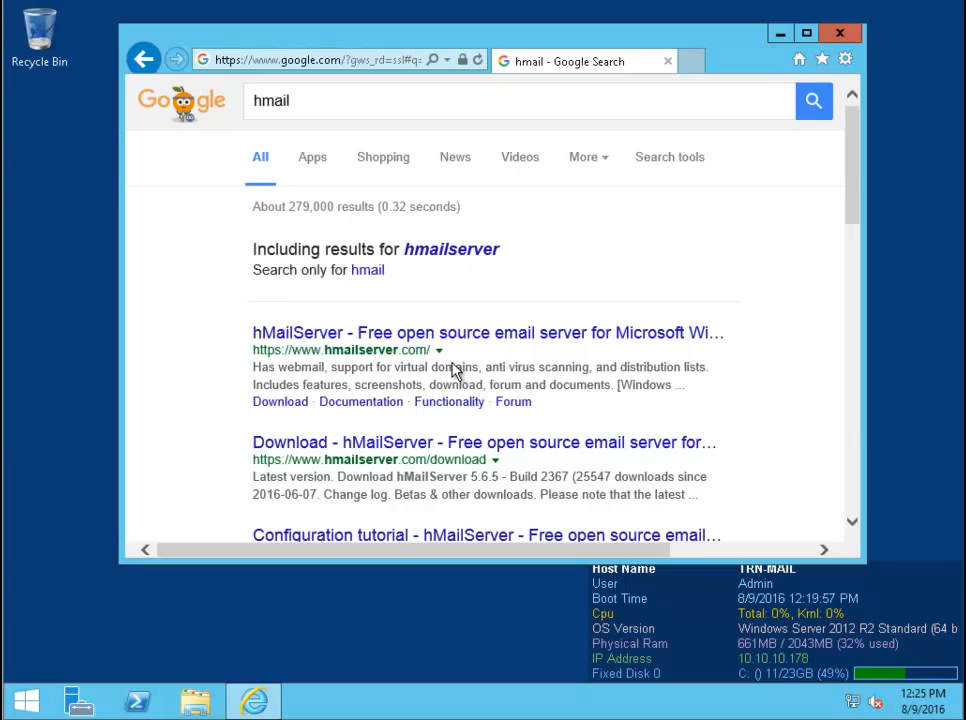 Recycle Bin
https://www.google.com/?gws_rd=ssl#q=
hmail - Google Search
Google
hmail
All
Apps
Shopping
News
Videos
More
Search tools
About 279,000 results (0.32 seconds)
Including results for hmailserver
Search only for hmail
hMailServer - Free open source email server for Microsoft Wi...
https://www.hmailserver.com/
Has webmail, support for virtual domains, anti virus scanning, and distribution lists.
Includes features, screenshots, download, forum and documents. [Windows ...
Download · Documentation · Functionality · Forum
Download - hMailServer - Free open source email server for...
https://www.hmailserver.com/download
Latest version. Download hMailServer 5.6.5 - Build 2367 (25547 downloads since
2016-06-07. Change log. Betas & other downloads. Please note that the latest ...
Configuration tutorial - hMailServer - Free open source email...
Host Name TRN-MAIL
User Admin
Boot Time 8/9/2016 12:19:57 PM
Cpu Total: 0%, Krnl: 0%
OS Version Windows Server 2012 R2 Standard (64 b
Physical Ram 661MB / 2043MB (32% used)
IP Address 10.10.10.178
Fixed Disk 0 C: () 11/23GB (49%)
12:25 PM
8/9/2016